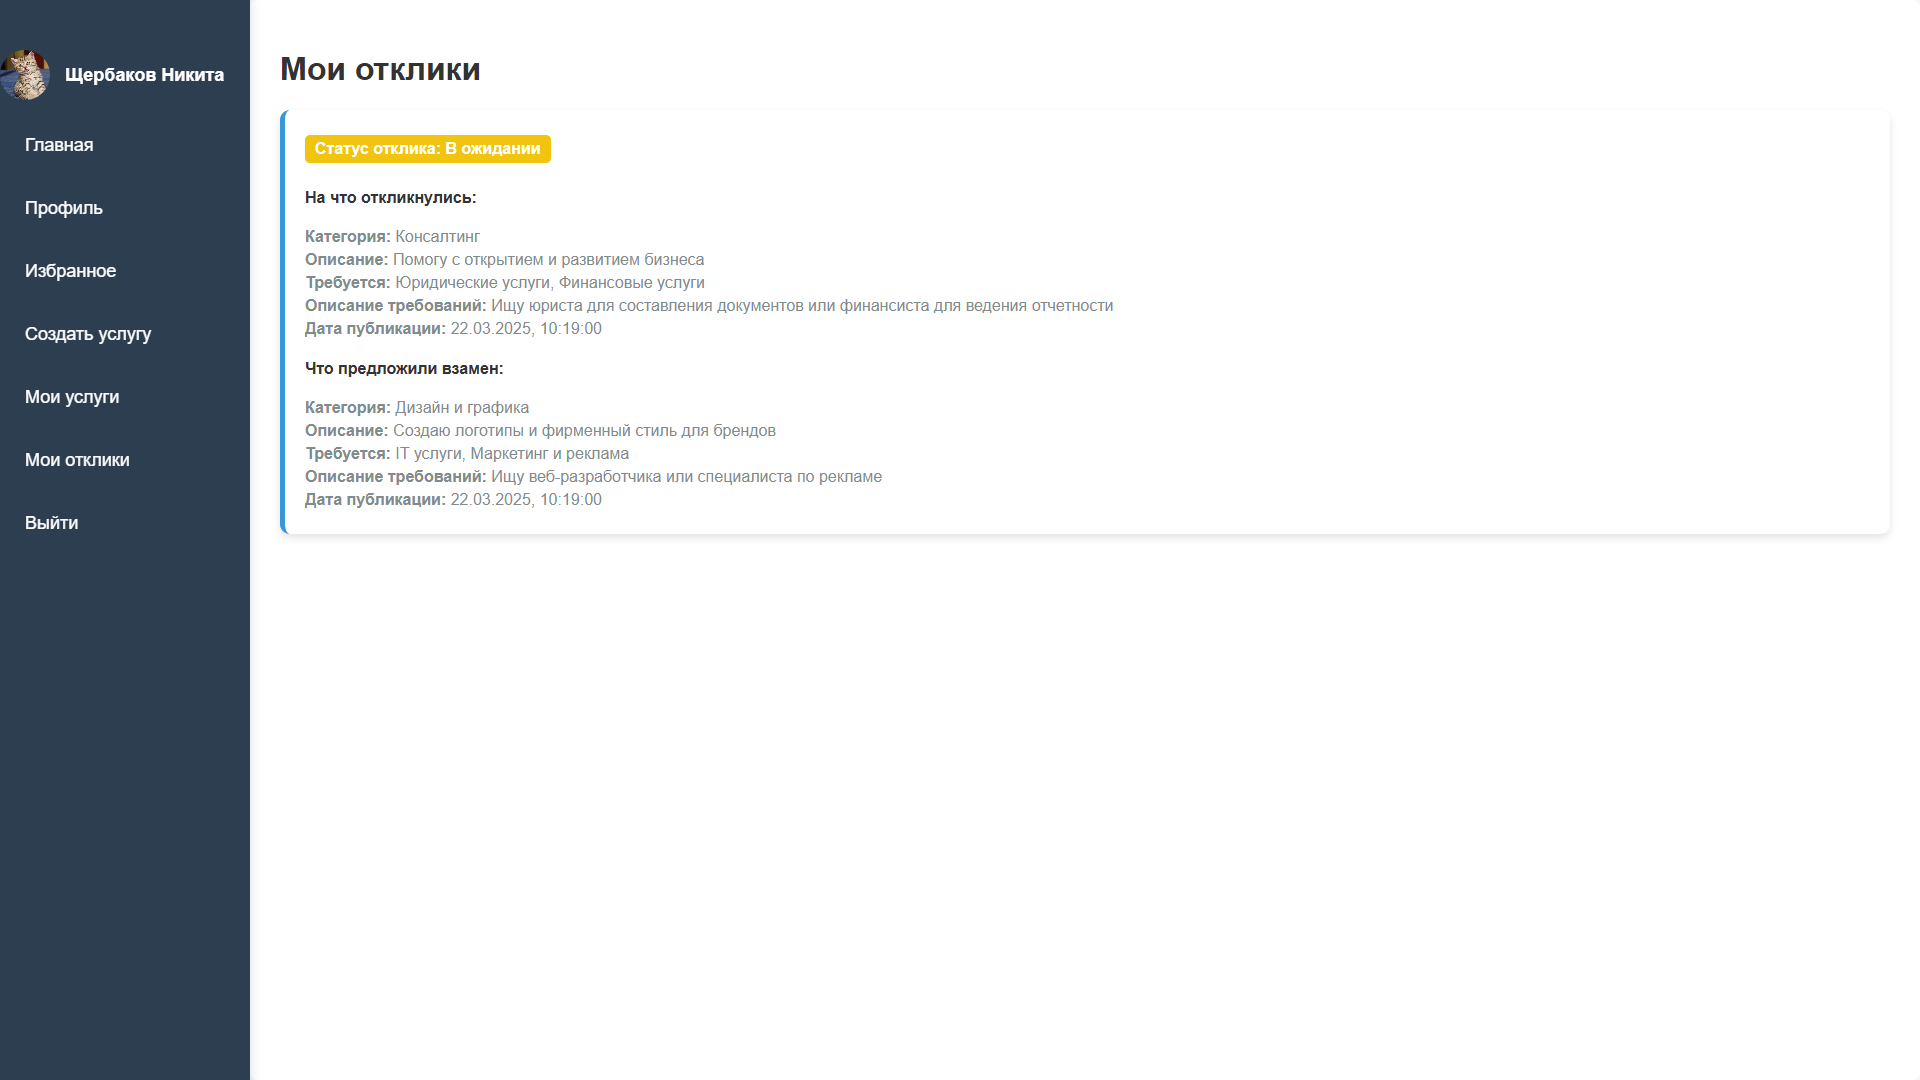 Щербаков Никита
Главная
Профиль
Избранное
Создать услугу
Мои услуги
Мои отклики
Выйти
Мои отклики
Статус отклика: В ожидании
На что откликнулись:
Категория: Консалтинг
Описание: Помогу с открытием и развитием бизнеса
Требуется: Юридические услуги, Финансовые услуги
Описание требований: Ищу юриста для составления документов или финансиста для ведения отчетности
Дата публикации: 22.03.2025, 10:19:00
Что предложили взамен:
Категория: Дизайн и графика
Описание: Создаю логотипы и фирменный стиль для брендов
Требуется: IT услуги, Маркетинг и реклама
Описание требований: Ищу веб-разработчика или специалиста по рекламе
Дата публикации: 22.03.2025, 10:19:00